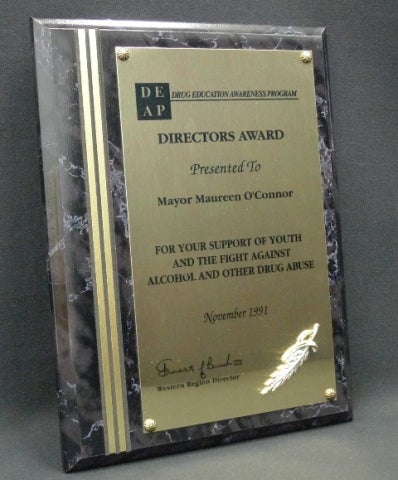 DE
AP
DRUG EDUCATION AWARENESS PROGRAM
DIRECTORS AWARD
Presented To
Mayor Maureen O'Connor
FOR YOUR SUPPORT OF YOUTH
AND THE FIGHT AGAINST
ALCOHOL AND OTHER DRUG ABUSE
November 1991
Western Region Director